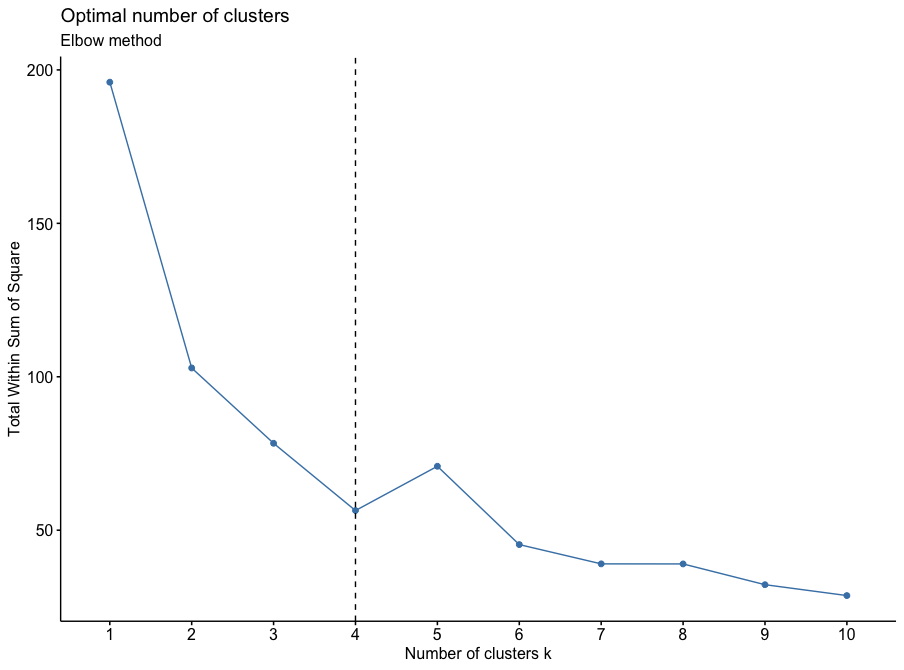 Optimal number of clusters
Elbow method
200
150
100
50
Total Within Sum of Square
1 2 3 4 5 6 7 8 9 10
Number of clusters k